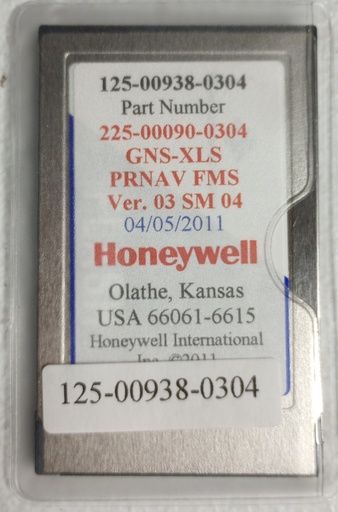 125-00938-0304
Part Number
225-00090-0304
GNS-XLS
PRNAV FMS
Ver. 03 SM 04
04/05/2011
Honeywell
Olathe, Kansas
USA 66061-6615
Honeywell International
Inc. ©2011
125-00938-0304